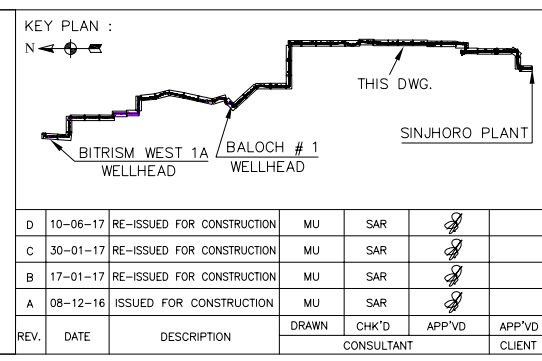 KEY PLAN :
N
THIS DWG.
SINJHORO PLANT
BITRISM WEST 1A
WELLHEAD
BALOCH # 1
WELLHEAD
D 10-06-17 RE-ISSUED FOR CONSTRUCTION MU SAR
C 30-01-17 RE-ISSUED FOR CONSTRUCTION MU SAR
B 17-01-17 RE-ISSUED FOR CONSTRUCTION MU SAR
A 08-12-16 ISSUED FOR CONSTRUCTION MU SAR
REV. DATE DESCRIPTION DRAWN CHK'D APP'VD APP'VD
CONSULTANT CLIENT